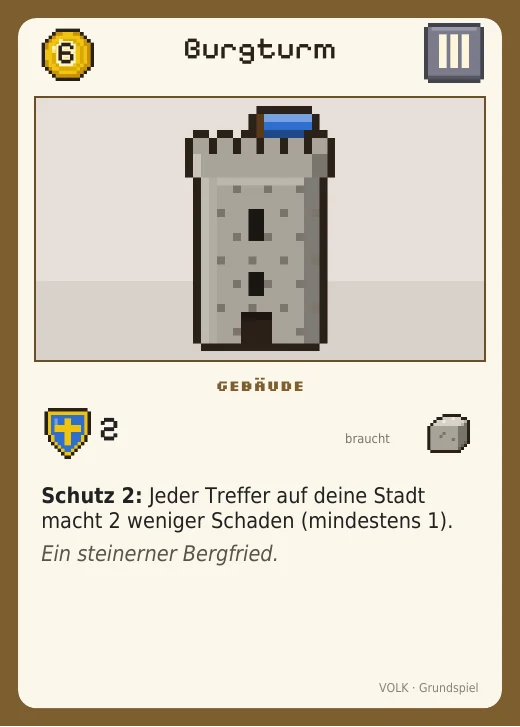 6
Burgturm
III
GEBÄUDE
2
braucht
Schutz 2: Jeder Treffer auf deine Stadt
macht 2 weniger Schaden (mindestens 1).
Ein steinerner Bergfried.
VOLK · Grundspiel